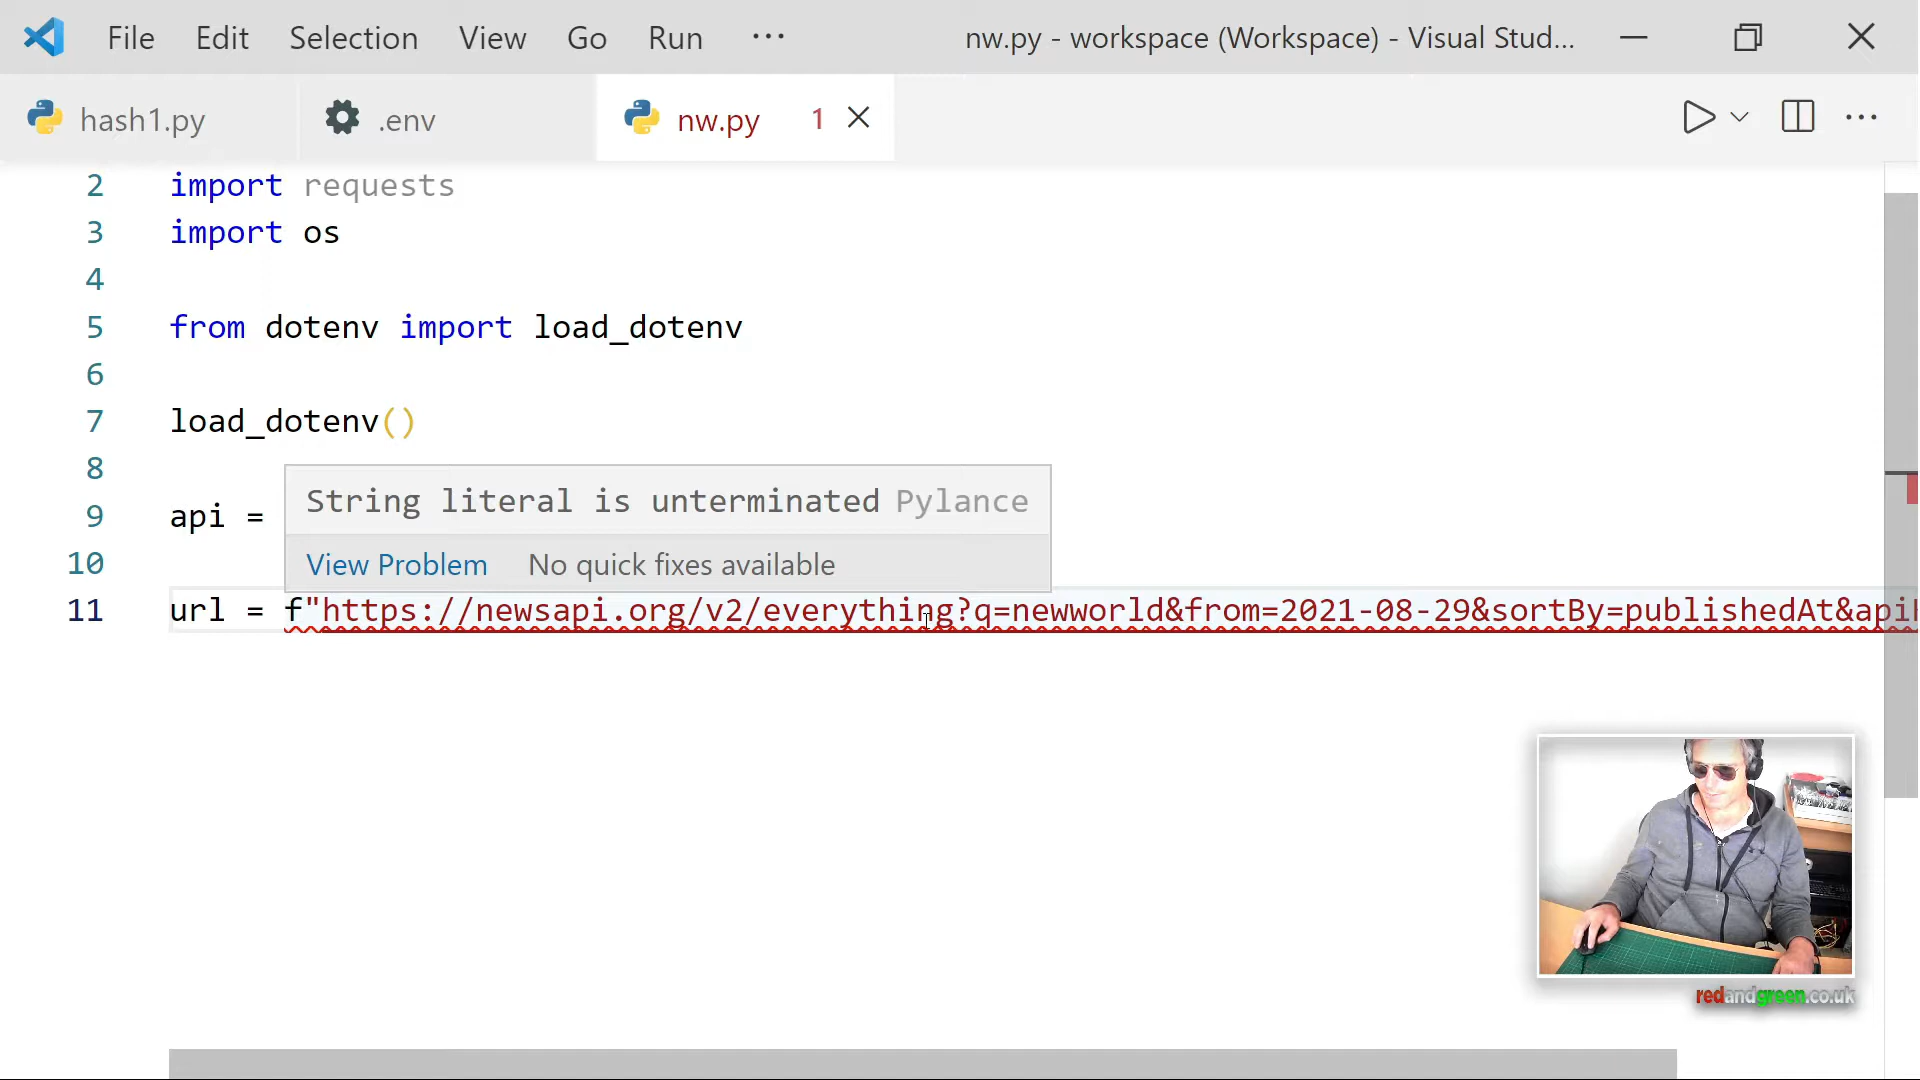 File Edit Selection View Go Run ... nw.py - workspace (Workspace) - Visual Stud...
hash1.py .env nw.py 1
2 import requests
3 import os
4
5 from dotenv import load_dotenv
6
7 load_dotenv()
8
String literal is unterminated Pylance
9 api =
View Problem No quick fixes available
10
11 url = f"https://newsapi.org/v2/everything?q=newworld&from=2021-08-29&sortBy=publishedAt&api
redandgreen.co.uk